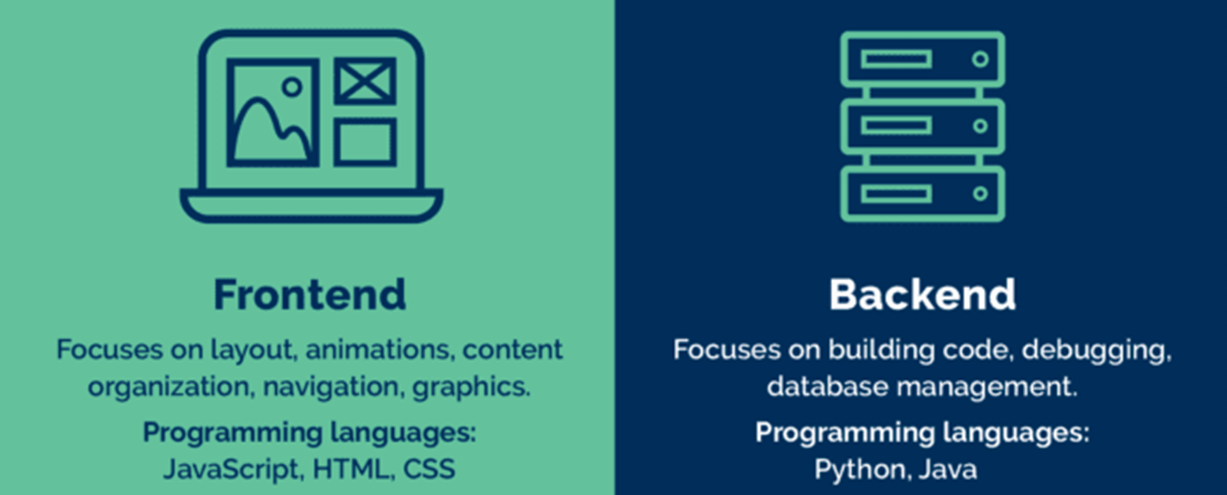 Frontend
Focuses on layout, animations, content
organization, navigation, graphics.
Programming languages:
JavaScript, HTML, CSS
Backend
Focuses on building code, debugging,
database management.
Programming languages:
Python, Java